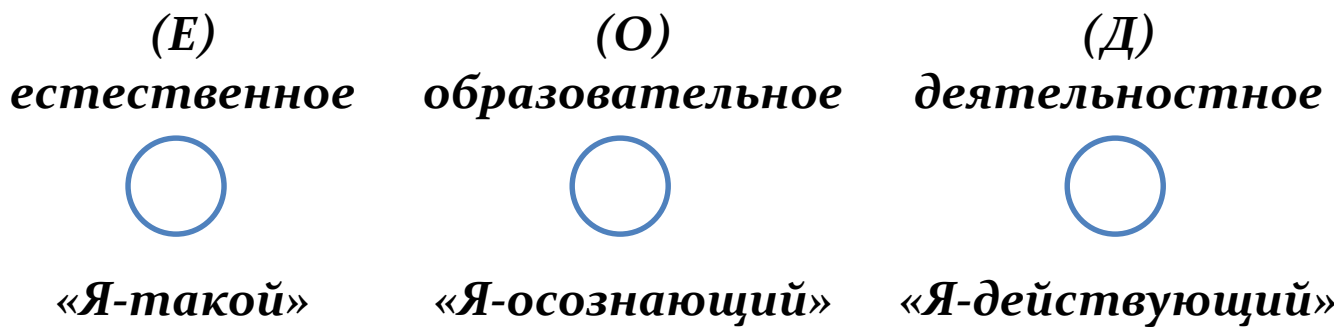 (Е)
естественное
«Я-такой»
(О)
образовательное
«Я-осознающий»
(Д)
деятельностное
«Я-действующий»